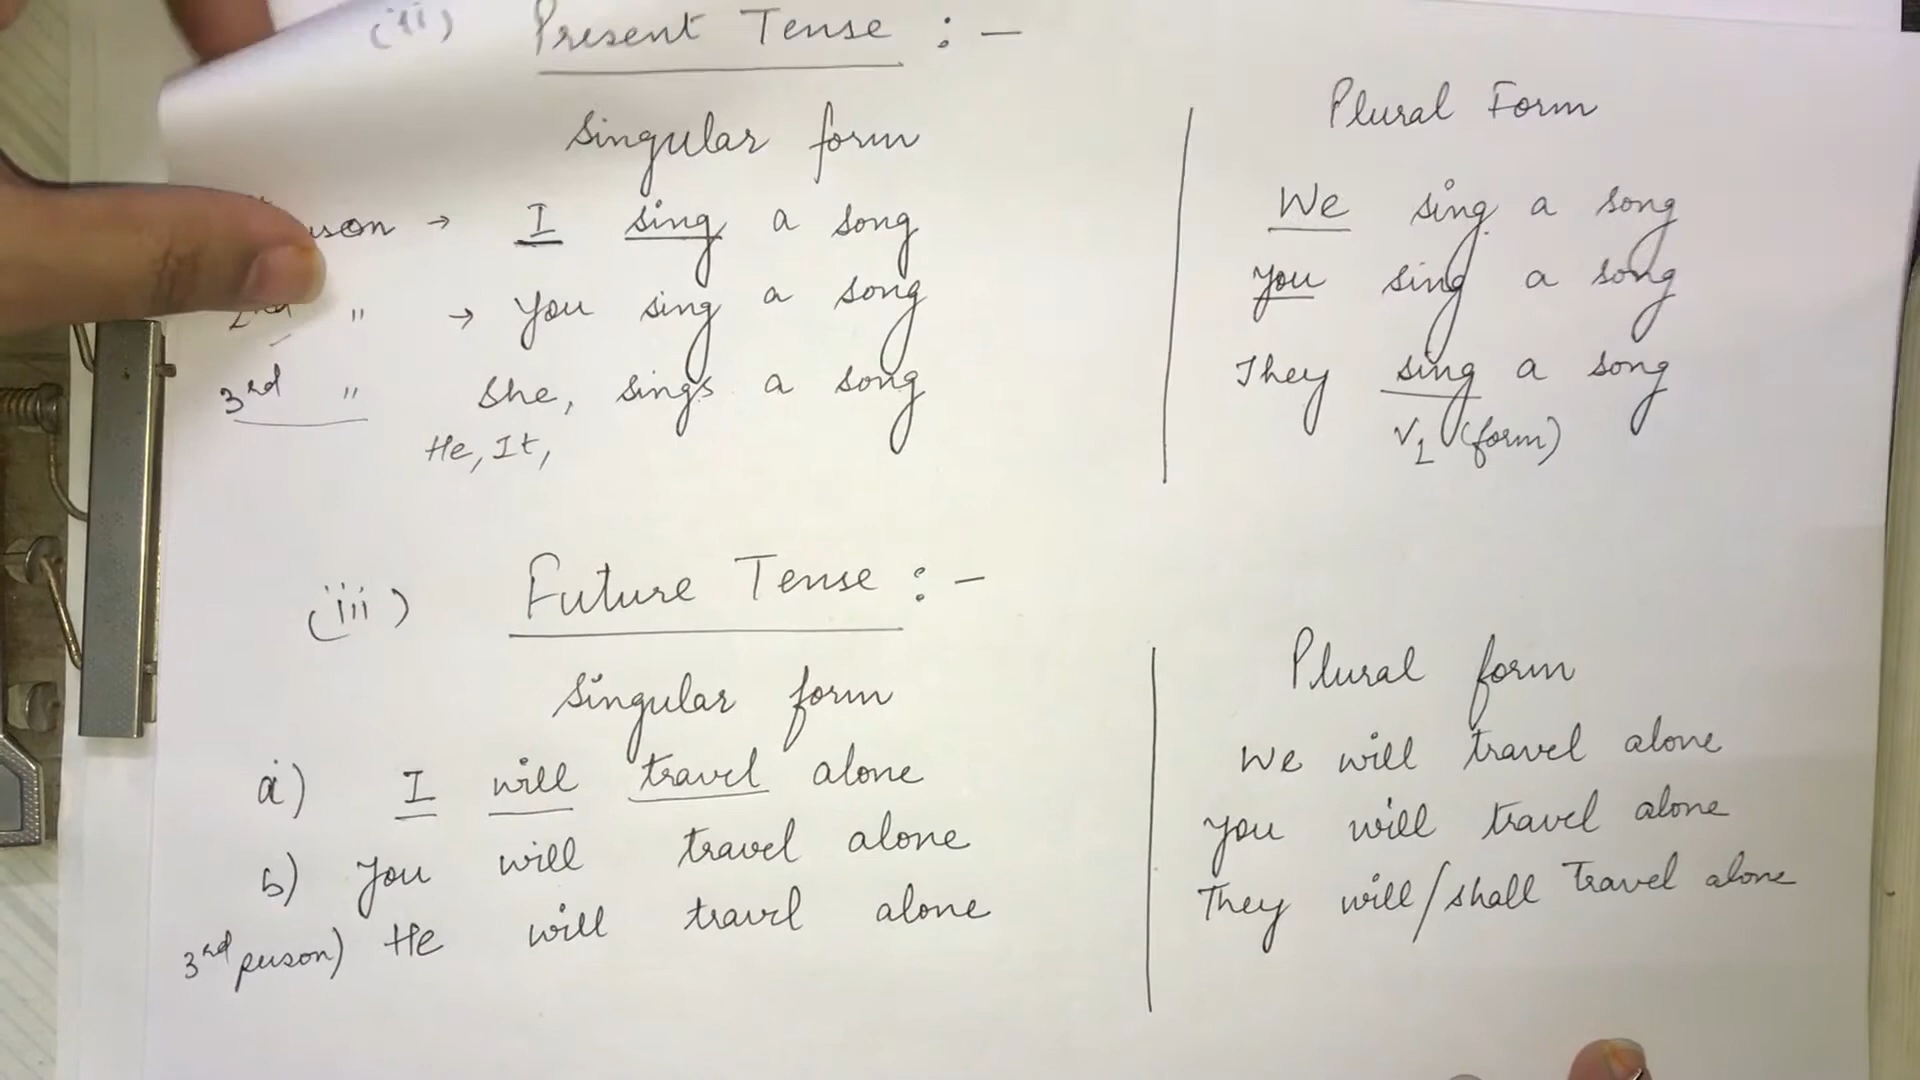 (ii) Present Tense :-
Singular form
→ I sing a song
2nd " → You sing a song
3rd " She, sings a song
He, It,
Plural Form
We sing a song
You sing a song
They sing a song
V1 (form)
(iii) Future Tense :-
Singular form
a) I will travel alone
b) You will travel alone
3rd person) He will travel alone
Plural form
We will travel alone
You will travel alone
They will/shall Travel alone